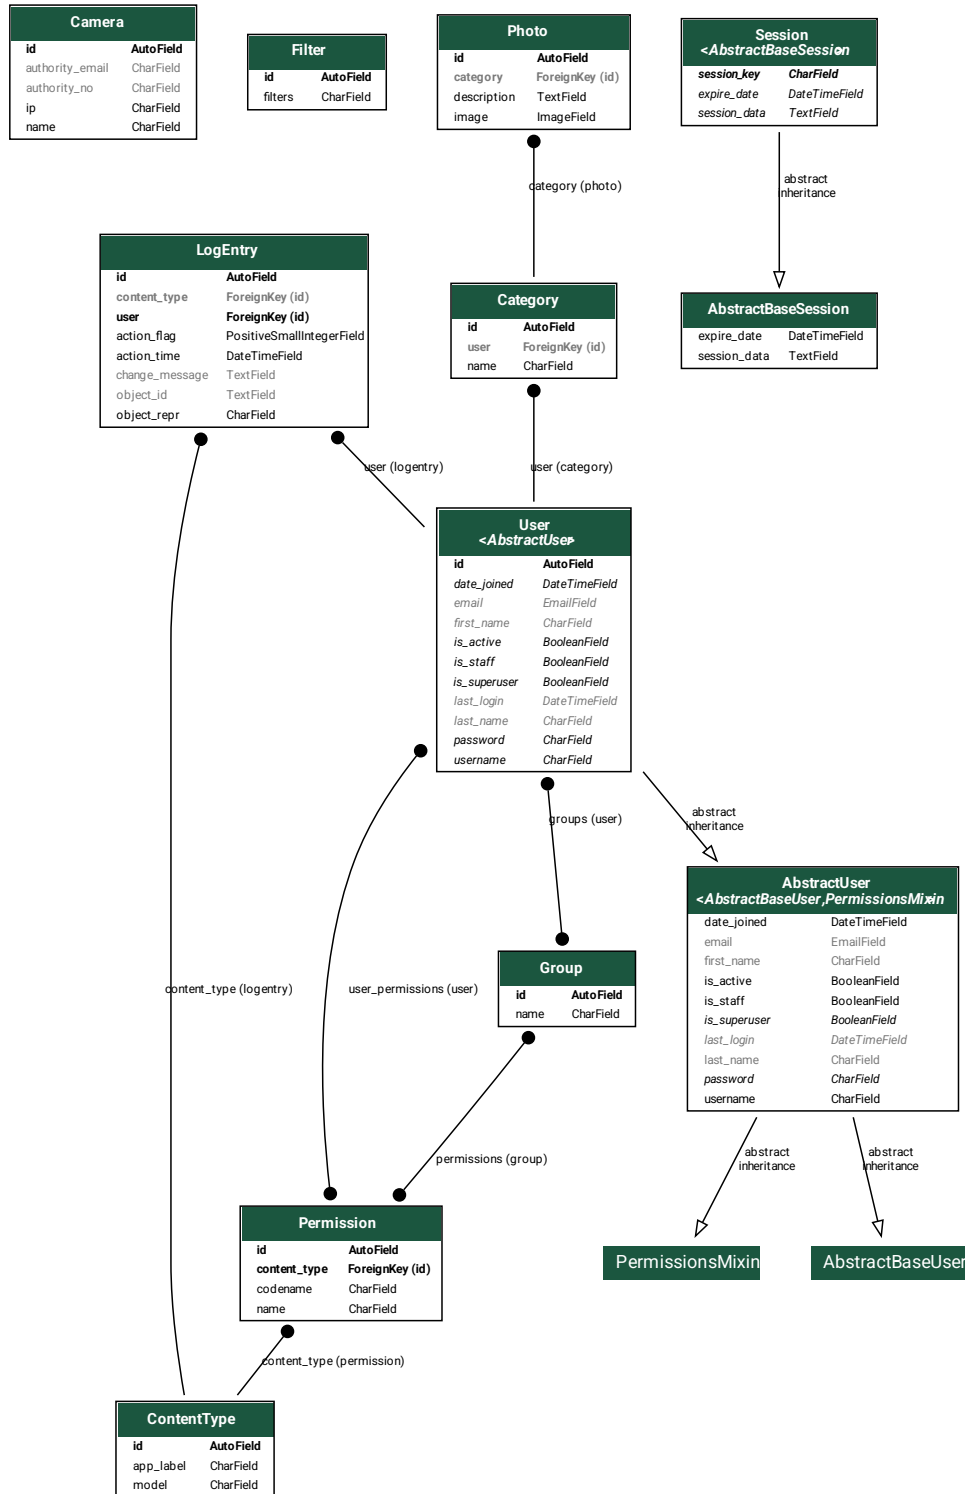 Camera
id AutoField
authority_email CharField
authority_no CharField
ip CharField
name CharField
Filter
id AutoField
filters CharField
Photo
id AutoField
category ForeignKey (id)
description TextField
image ImageField
Session
<AbstractBaseSession>
session_key CharField
expire_date DateTimeField
session_data TextField
category (photo)
abstract
inheritance
LogEntry
id AutoField
content_type ForeignKey (id)
user ForeignKey (id)
action_flag PositiveSmallIntegerField
action_time DateTimeField
change_message TextField
object_id TextField
object_repr CharField
Category
id AutoField
user ForeignKey (id)
name CharField
AbstractBaseSession
expire_date DateTimeField
session_data TextField
user (logentry)
user (category)
User
<AbstractUser>
id AutoField
date_joined DateTimeField
email EmailField
first_name CharField
is_active BooleanField
is_staff BooleanField
is_superuser BooleanField
last_login DateTimeField
last_name CharField
password CharField
username CharField
groups (user)
abstract
inheritance
AbstractUser
<AbstractBaseUser,PermissionsMixin>
date_joined DateTimeField
email EmailField
first_name CharField
is_active BooleanField
is_staff BooleanField
is_superuser BooleanField
last_login DateTimeField
last_name CharField
password CharField
username CharField
content_type (logentry)
user_permissions (user)
Group
id AutoField
name CharField
permissions (group)
abstract
inheritance
abstract
inheritance
Permission
id AutoField
content_type ForeignKey (id)
codename CharField
name CharField
PermissionsMixin
AbstractBaseUser
content_type (permission)
ContentType
id AutoField
app_label CharField
model CharField